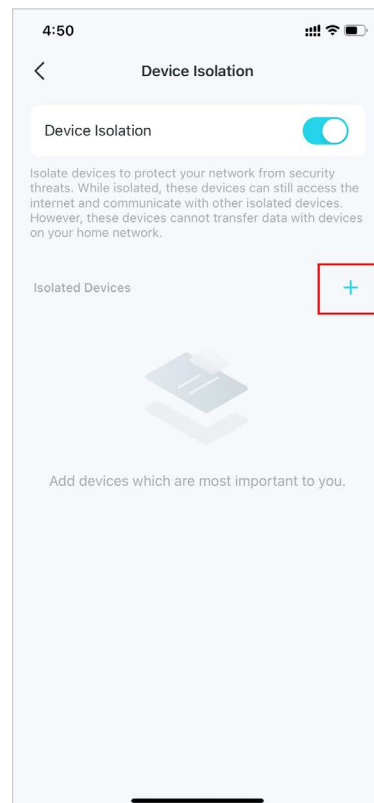 4:50
Device Isolation
Device Isolation
Isolate devices to protect your network from security
threats. While isolated, these devices can still access the
internet and communicate with other isolated devices.
However, these devices cannot transfer data with devices
on your home network.
Isolated Devices
+
Add devices which are most important to you.